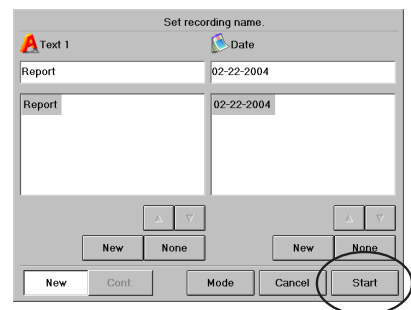 Set recording name.
Text 1 Date
Report 02-22-2004
Report 02-22-2004
New None New None
New Cont. Mode Cancel Start